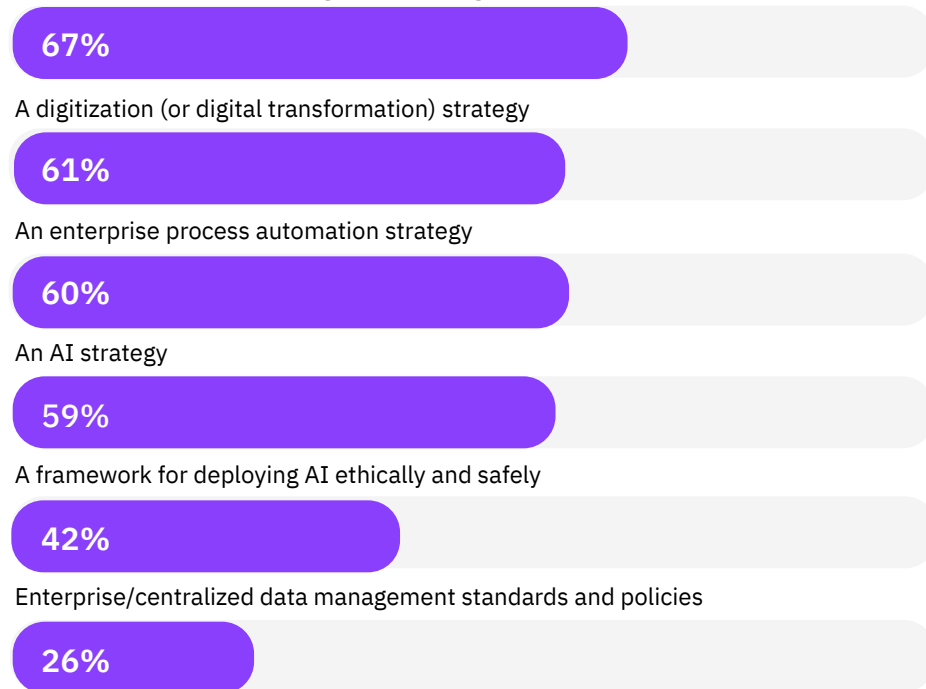 67%
A digitization (or digital transformation) strategy
61%
An enterprise process automation strategy
60%
An AI strategy
59%
A framework for deploying AI ethically and safely
42%
Enterprise/centralized data management standards and policies
26%